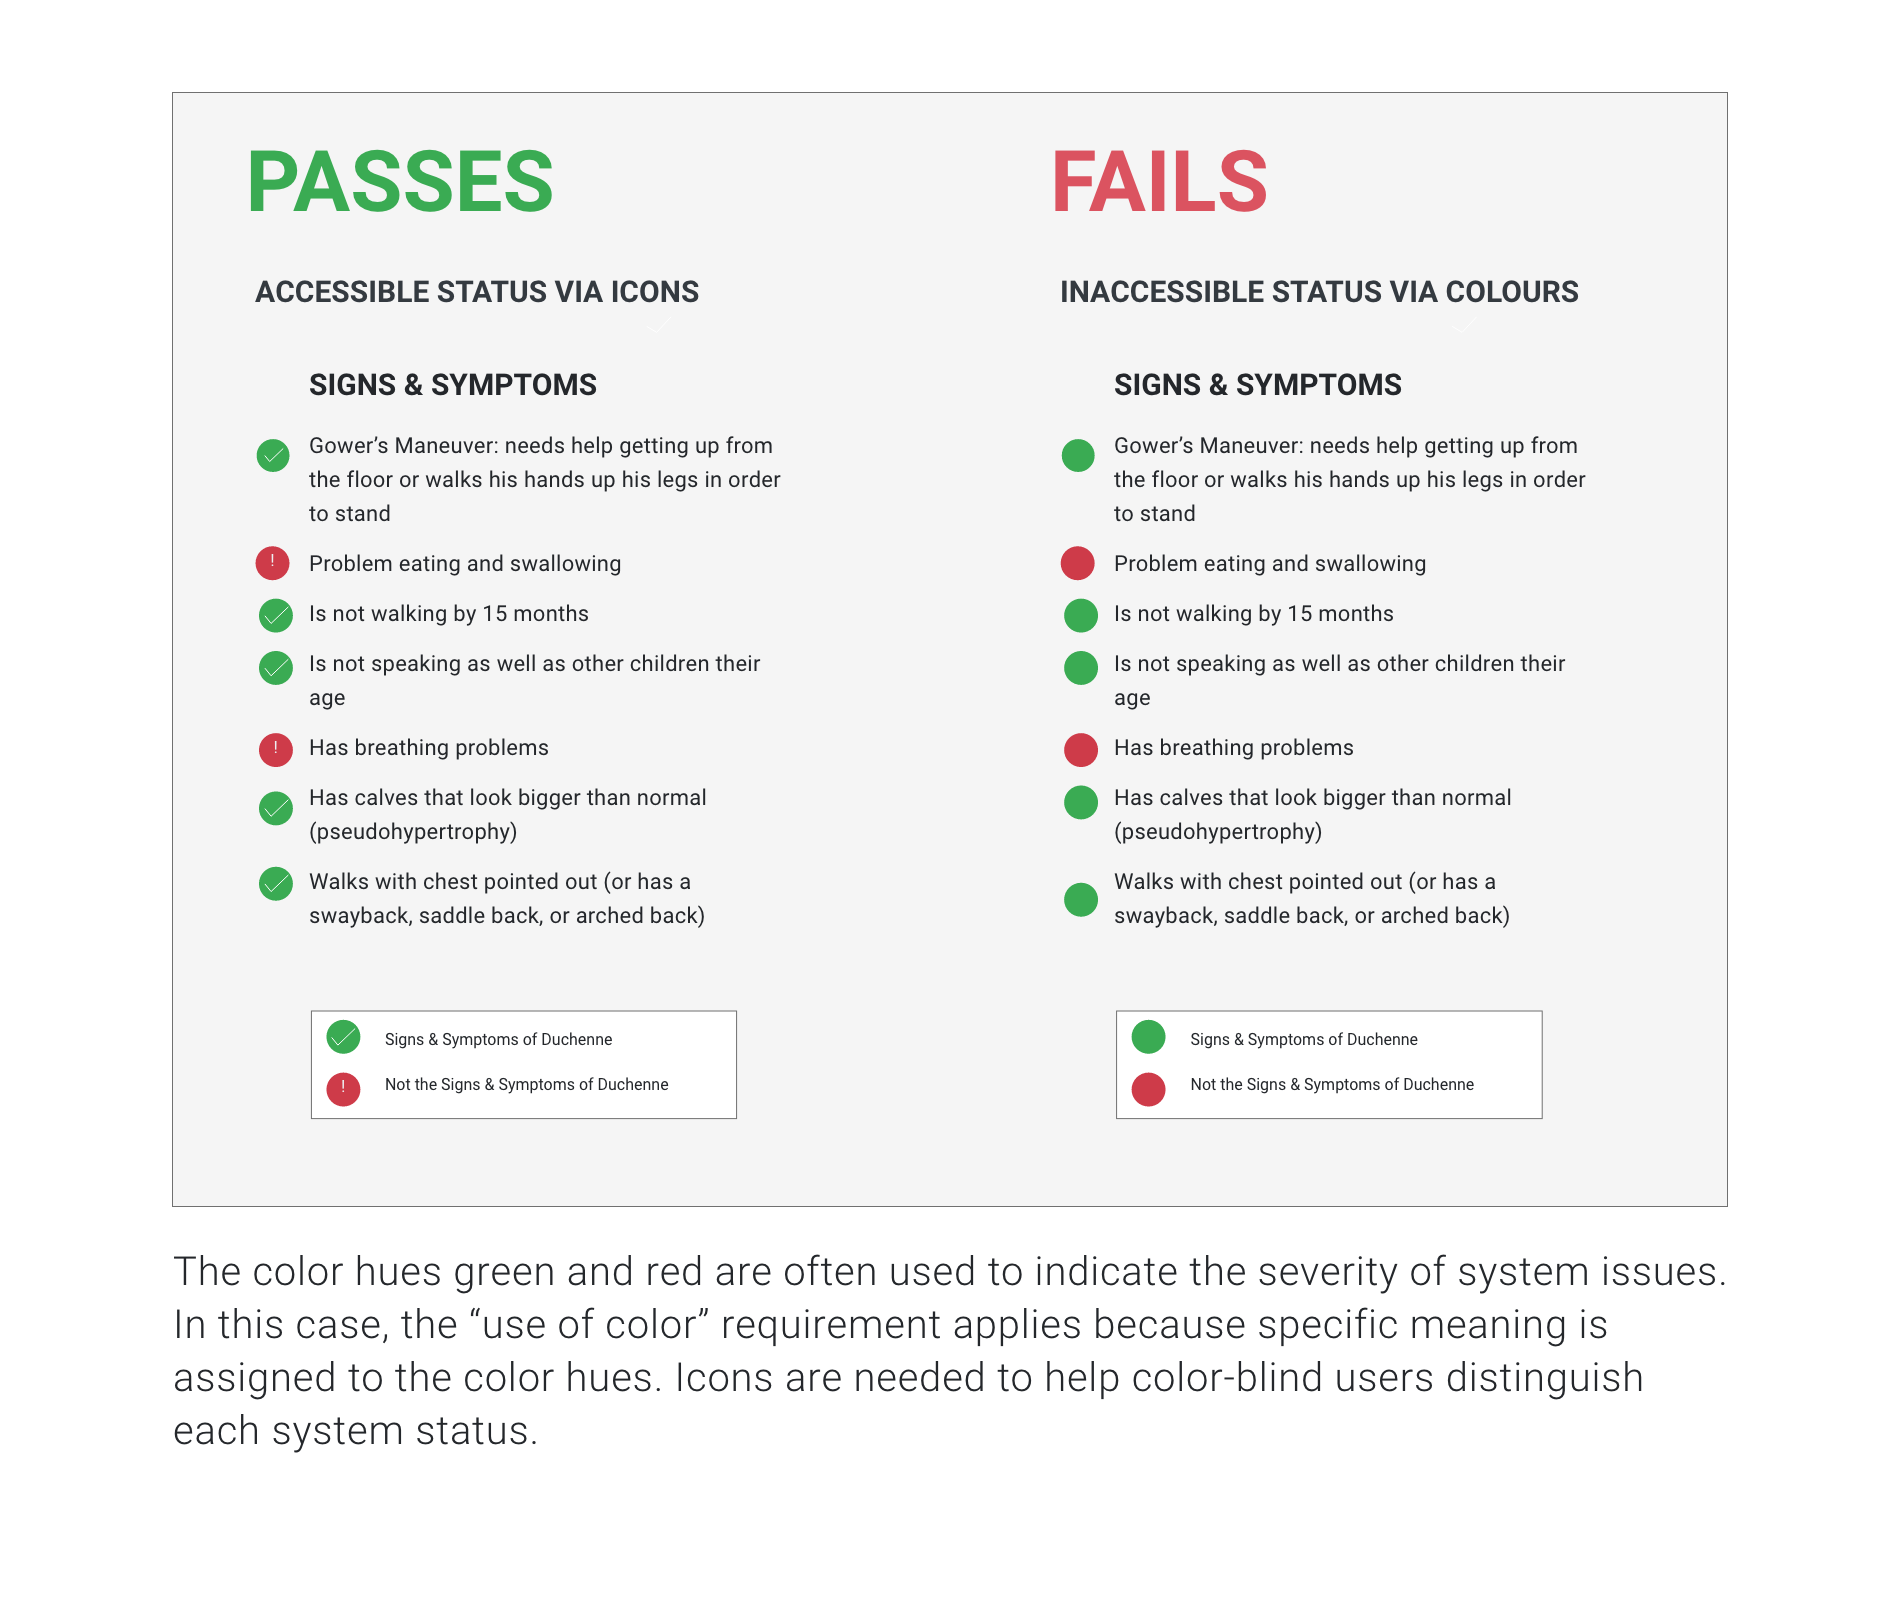 PASSES
ACCESSIBLE STATUS VIA ICONS
SIGNS & SYMPTOMS
Gower’s Maneuver: needs help getting up from
the floor or walks his hands up his legs in order
to stand
! Problem eating and swallowing
Is not walking by 15 months
Is not speaking as well as other children their
age
! Has breathing problems
Has calves that look bigger than normal
(pseudohypertrophy)
Walks with chest pointed out (or has a
swayback, saddle back, or arched back)
Signs & Symptoms of Duchenne
! Not the Signs & Symptoms of Duchenne
FAILS
INACCESSIBLE STATUS VIA COLOURS
SIGNS & SYMPTOMS
Gower’s Maneuver: needs help getting up from
the floor or walks his hands up his legs in order
to stand
Problem eating and swallowing
Is not walking by 15 months
Is not speaking as well as other children their
age
Has breathing problems
Has calves that look bigger than normal
(pseudohypertrophy)
Walks with chest pointed out (or has a
swayback, saddle back, or arched back)
Signs & Symptoms of Duchenne
Not the Signs & Symptoms of Duchenne
The color hues green and red are often used to indicate the severity of system issues.
In this case, the “use of color” requirement applies because specific meaning is
assigned to the color hues. Icons are needed to help color-blind users distinguish
each system status.